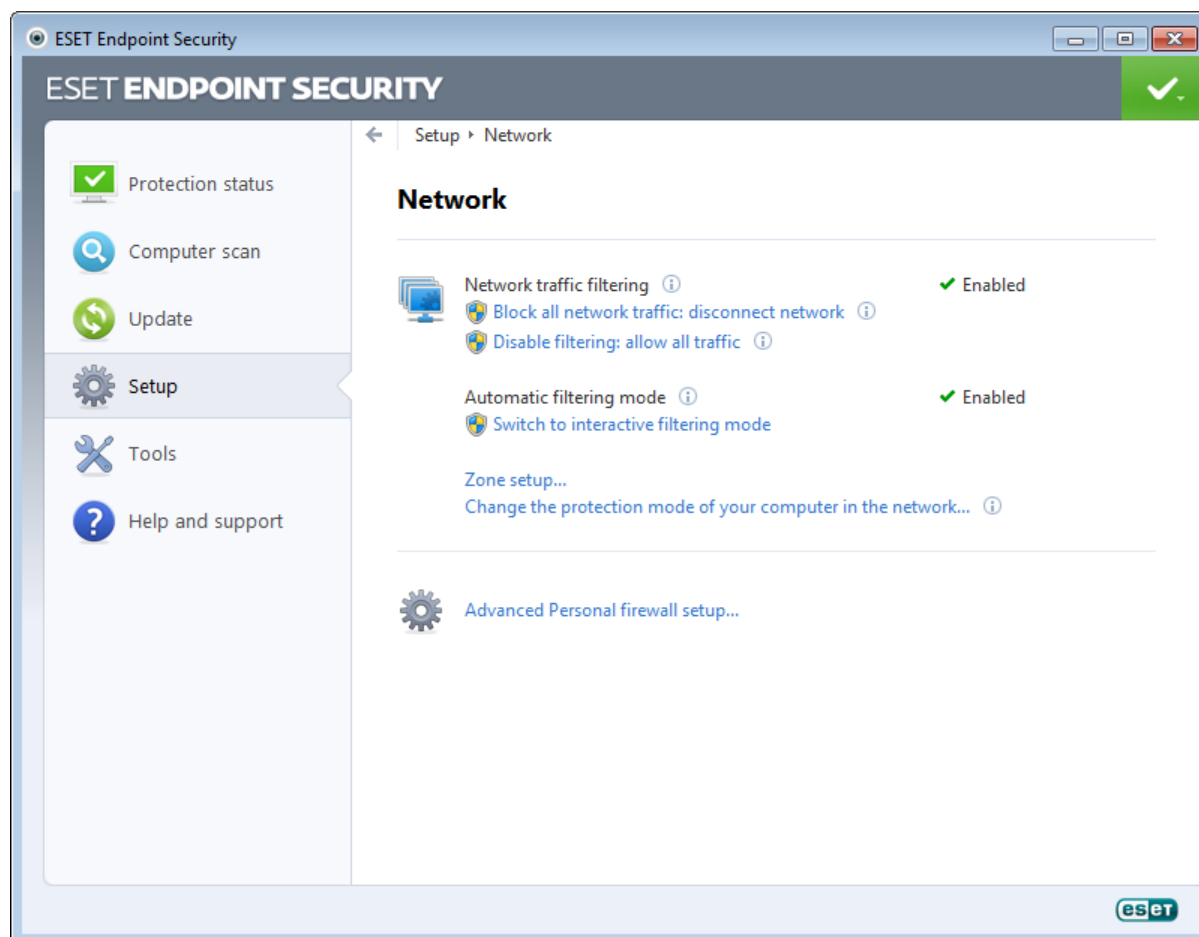 ESET Endpoint Security
ESET ENDPOINT SECURITY
Setup Network
Protection status
Computer scan
Update
Setup
Tools
Help and support
Network
Network traffic filtering Enabled
Block all network traffic: disconnect network
Disable filtering: allow all traffic
Automatic filtering mode Enabled
Switch to interactive filtering mode
Zone setup...
Change the protection mode of your computer in the network...
Advanced Personal firewall setup...
eseT